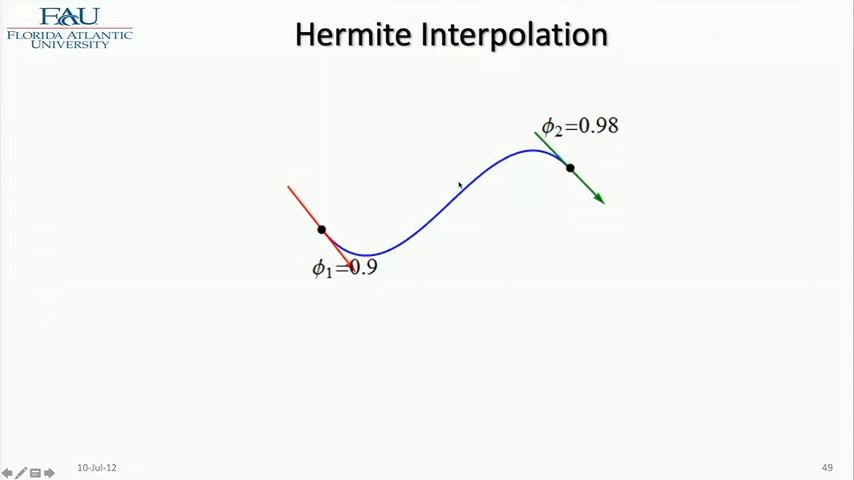 FAU
FLORIDA ATLANTIC
UNIVERSITY
Hermite Interpolation
ϕ₂=0.98
ϕ₁=0.9
10-Jul-12
49